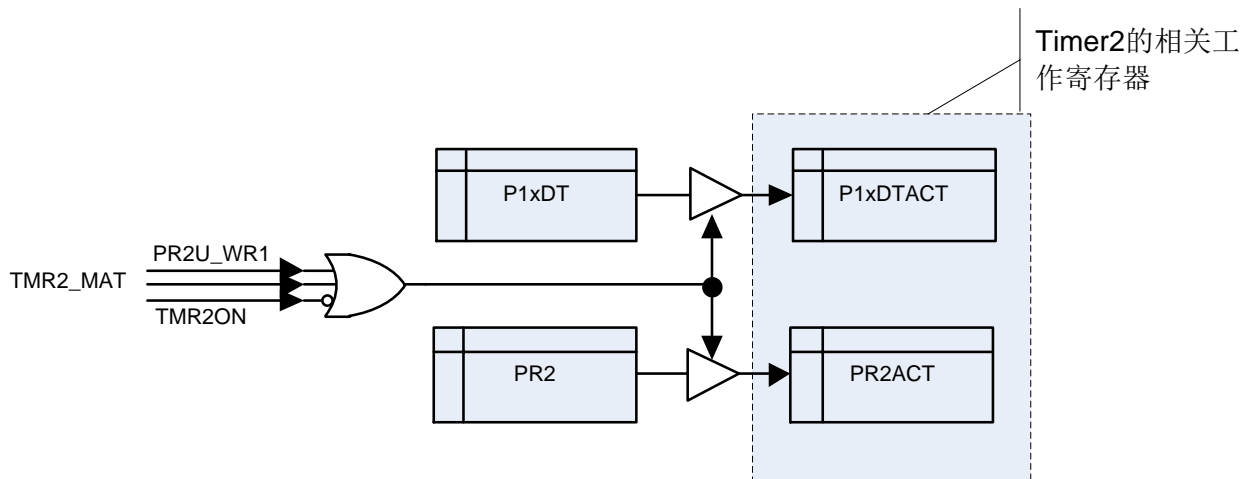 Timer2的相关工
作寄存器
P1xDT
P1xDTACT
PR2U_WR1
TMR2_MAT
TMR2ON
PR2
PR2ACT